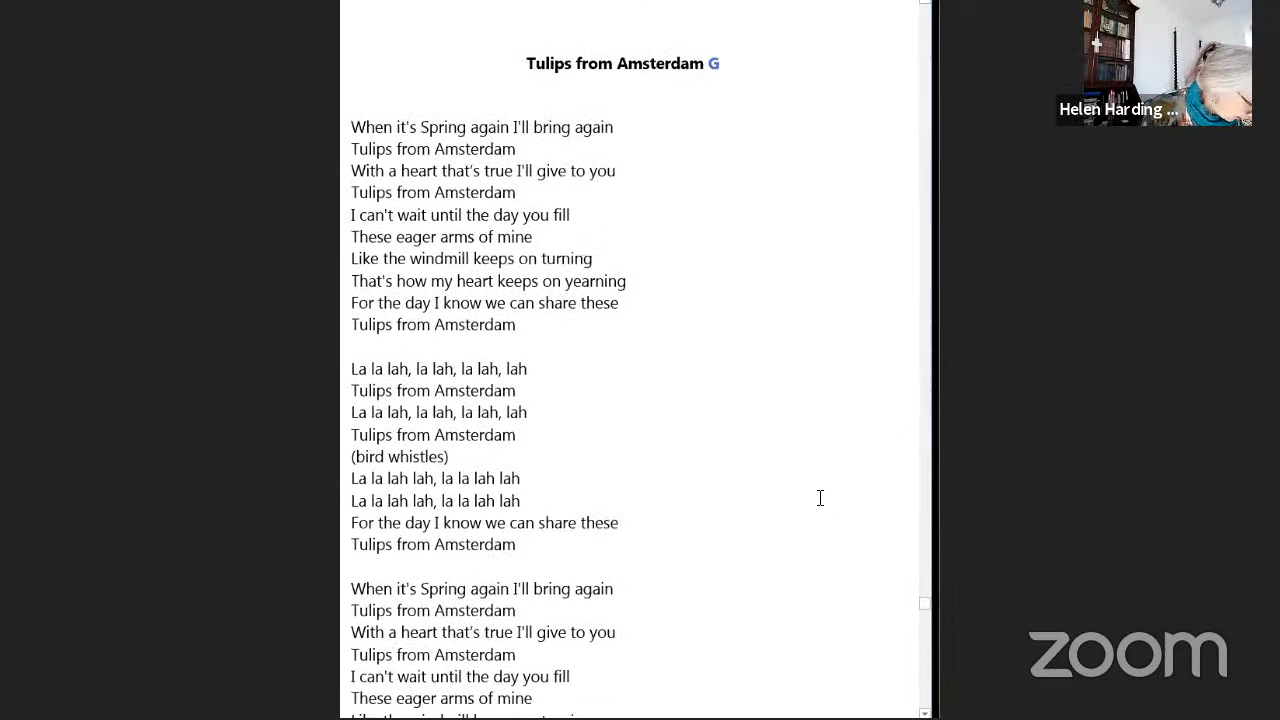 Tulips from Amsterdam G
When it's Spring again I'll bring again
Tulips from Amsterdam
With a heart that's true I'll give to you
Tulips from Amsterdam
I can't wait until the day you fill
These eager arms of mine
Like the windmill keeps on turning
That's how my heart keeps on yearning
For the day I know we can share these
Tulips from Amsterdam
La la lah, la lah, la lah, lah
Tulips from Amsterdam
La la lah, la lah, la lah, lah
Tulips from Amsterdam
(bird whistles)
La la lah lah, la la lah lah
La la lah lah, la la lah lah
For the day I know we can share these
Tulips from Amsterdam
When it's Spring again I'll bring again
Tulips from Amsterdam
With a heart that's true I'll give to you
Tulips from Amsterdam
I can't wait until the day you fill
These eager arms of mine
Helen Harding ...
zoom